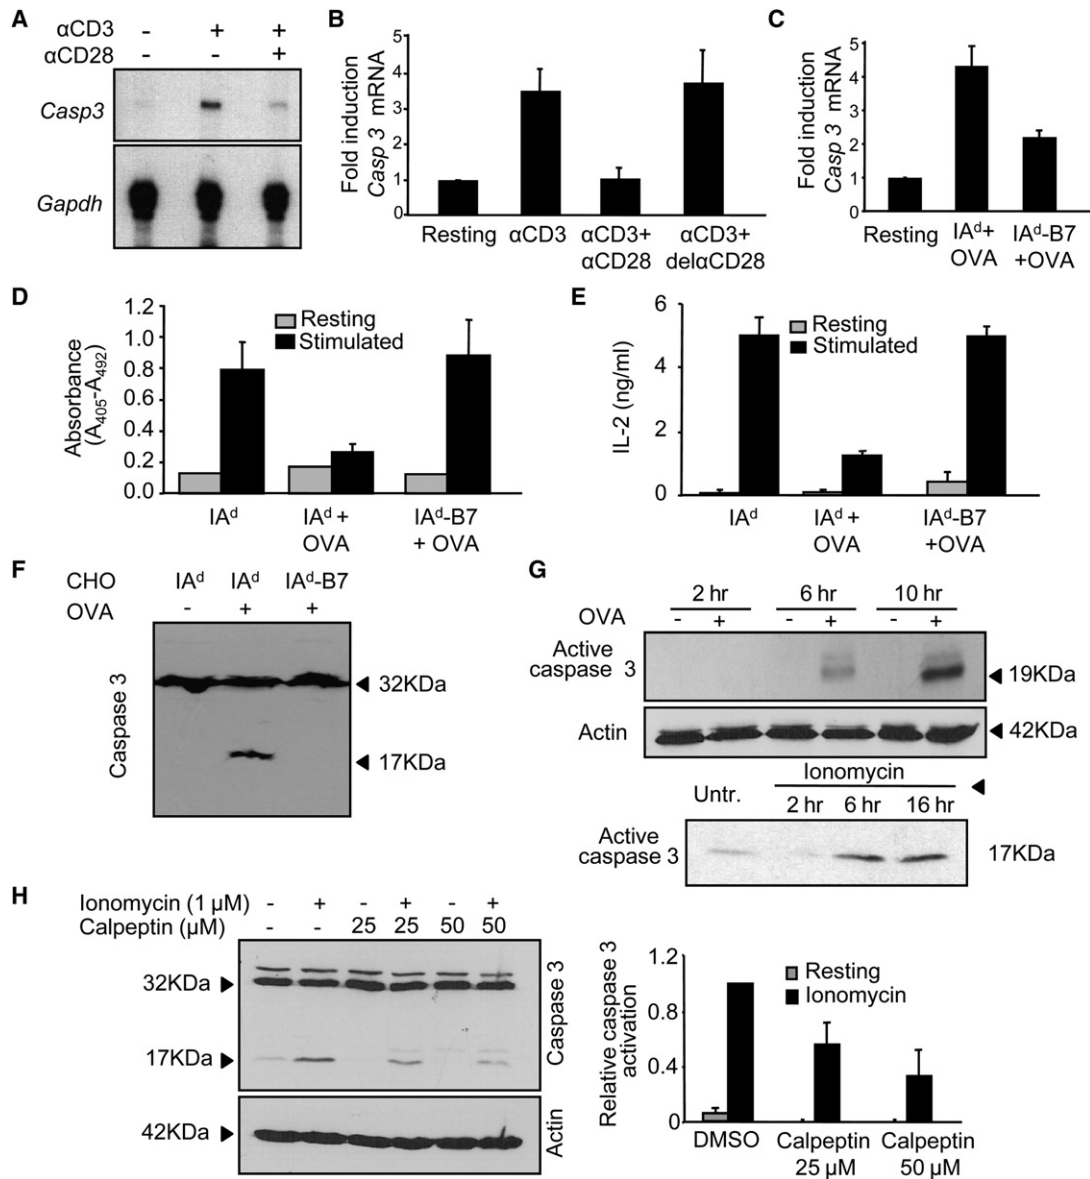 A
αCD3 - + +
αCD28 - - +
Casp3
Gapdh
B
Fold induction
Casp 3 mRNA
5
4
3
2
1
0
Resting αCD3 αCD3+ αCD3+
αCD28 delαCD28
C
Fold induction
Casp 3 mRNA
5
4
3
2
1
0
Resting IAd+ IAd-B7
OVA +OVA
D
Absorbance
(A405-A492)
1.2
1.0
0.8
0.6
0.4
0.2
0.0
Resting
Stimulated
IAd IAd + IAd-B7
OVA + OVA
E
IL-2 (ng/ml)
6
4
2
0
Resting
Stimulated
IAd IAd + IAd-B7
OVA +OVA
F
CHO IAd IAd IAd-B7
OVA - + +
Caspase 3
32KDa
17KDa
G
2 hr 6 hr 10 hr
OVA - + - + - +
Active
caspase 3
19KDa
Actin
42KDa
Ionomycin
Untr. 2 hr 6 hr 16 hr
Active
caspase 3
17KDa
H
Ionomycin (1 µM) - + - + - +
Calpeptin (µM) - - 25 25 50 50
32KDa
17KDa
Caspase 3
42KDa
Actin
Relative caspase 3
activation
1.2
0.8
0.4
0
Resting
Ionomycin
DMSO Calpeptin Calpeptin
25 µM 50 µM